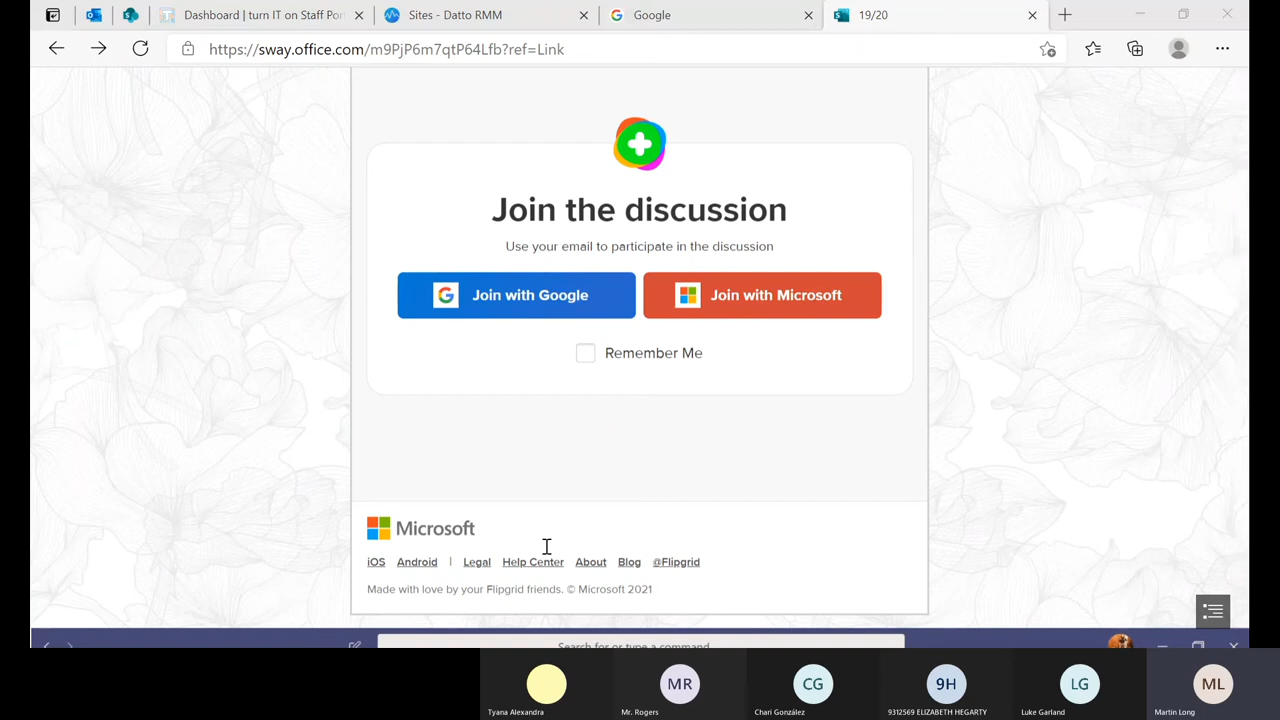 Dashboard | turn IT on Staff Por
Sites - Datto RMM
Google
19/20
https://sway.office.com/m9PjP6m7qtP64Lfb?ref=Link
Join the discussion
Use your email to participate in the discussion
Join with Google
Join with Microsoft
Remember Me
Microsoft
iOS Android | Legal Help Center About Blog @Flipgrid
Made with love by your Flipgrid friends. © Microsoft 2021
Search for or type a command
MR
CG
9H
LG
ML
Tyana Alexandra
Mr. Rogers
Chari González
9312569 ELIZABETH HEGARTY
Luke Garland
Martin Long